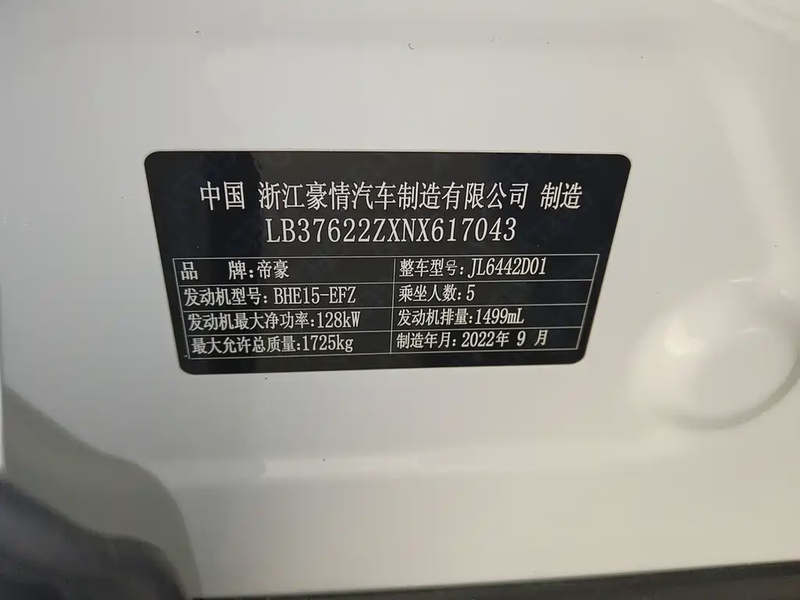 中国 浙江豪情汽车制造有限公司 制造
LB37622ZXNX617043
品 牌:帝豪 整车型号:JL6442D01
发动机型号:BHE15-EFZ 乘坐人数:5
发动机最大净功率:128kW 发动机排量:1499mL
最大允许总质量:1725kg 制造年月:2022年 9 月